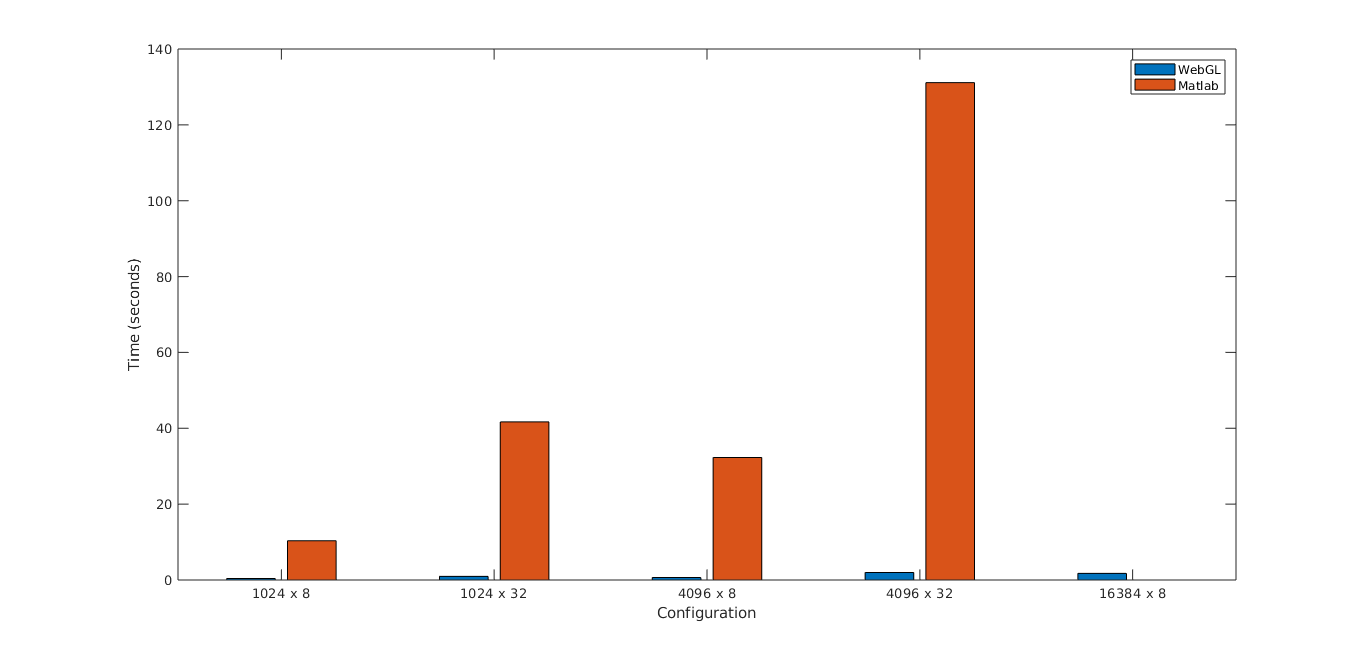 140
120
100
80
60
40
20
0
Time (seconds)
WebGL
Matlab
1024 x 8
1024 x 32
4096 x 8
4096 x 32
16384 x 8
Configuration